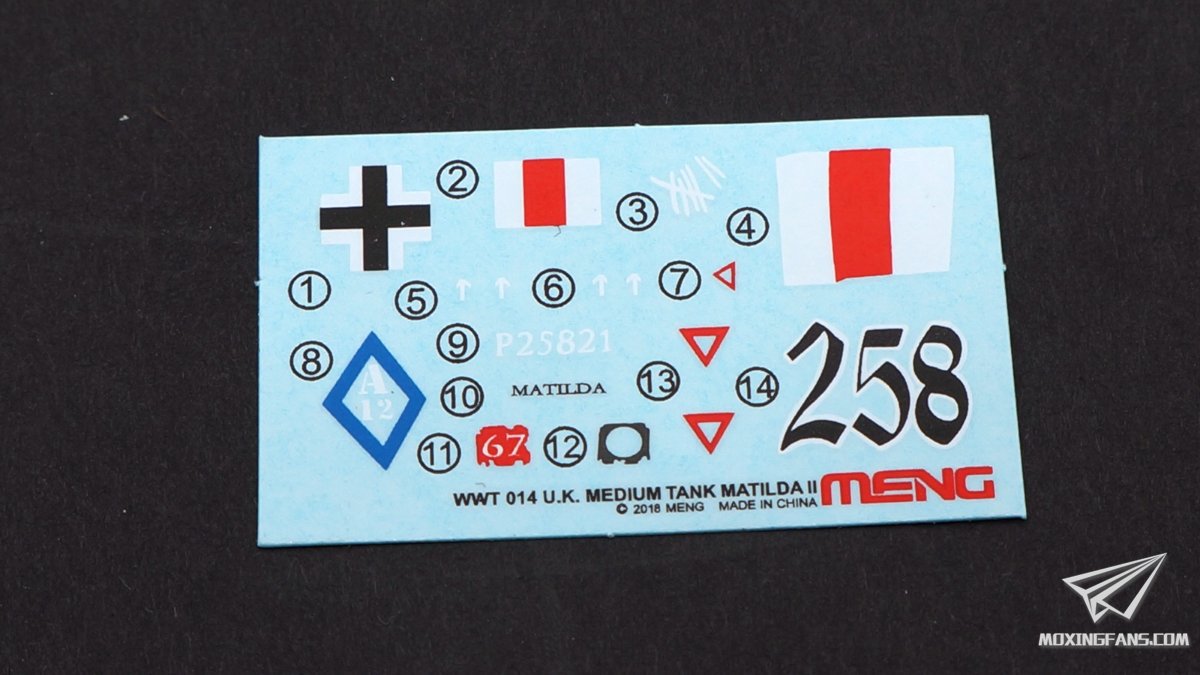 2
3
4
1
5
6
7
8
A
12
9
P25821
10
MATILDA
13
14
258
11
67
12
WWT 014 U.K. MEDIUM TANK MATILDA II
MENG
© 2018 MENG MADE IN CHINA
MOXINGFANS.COM